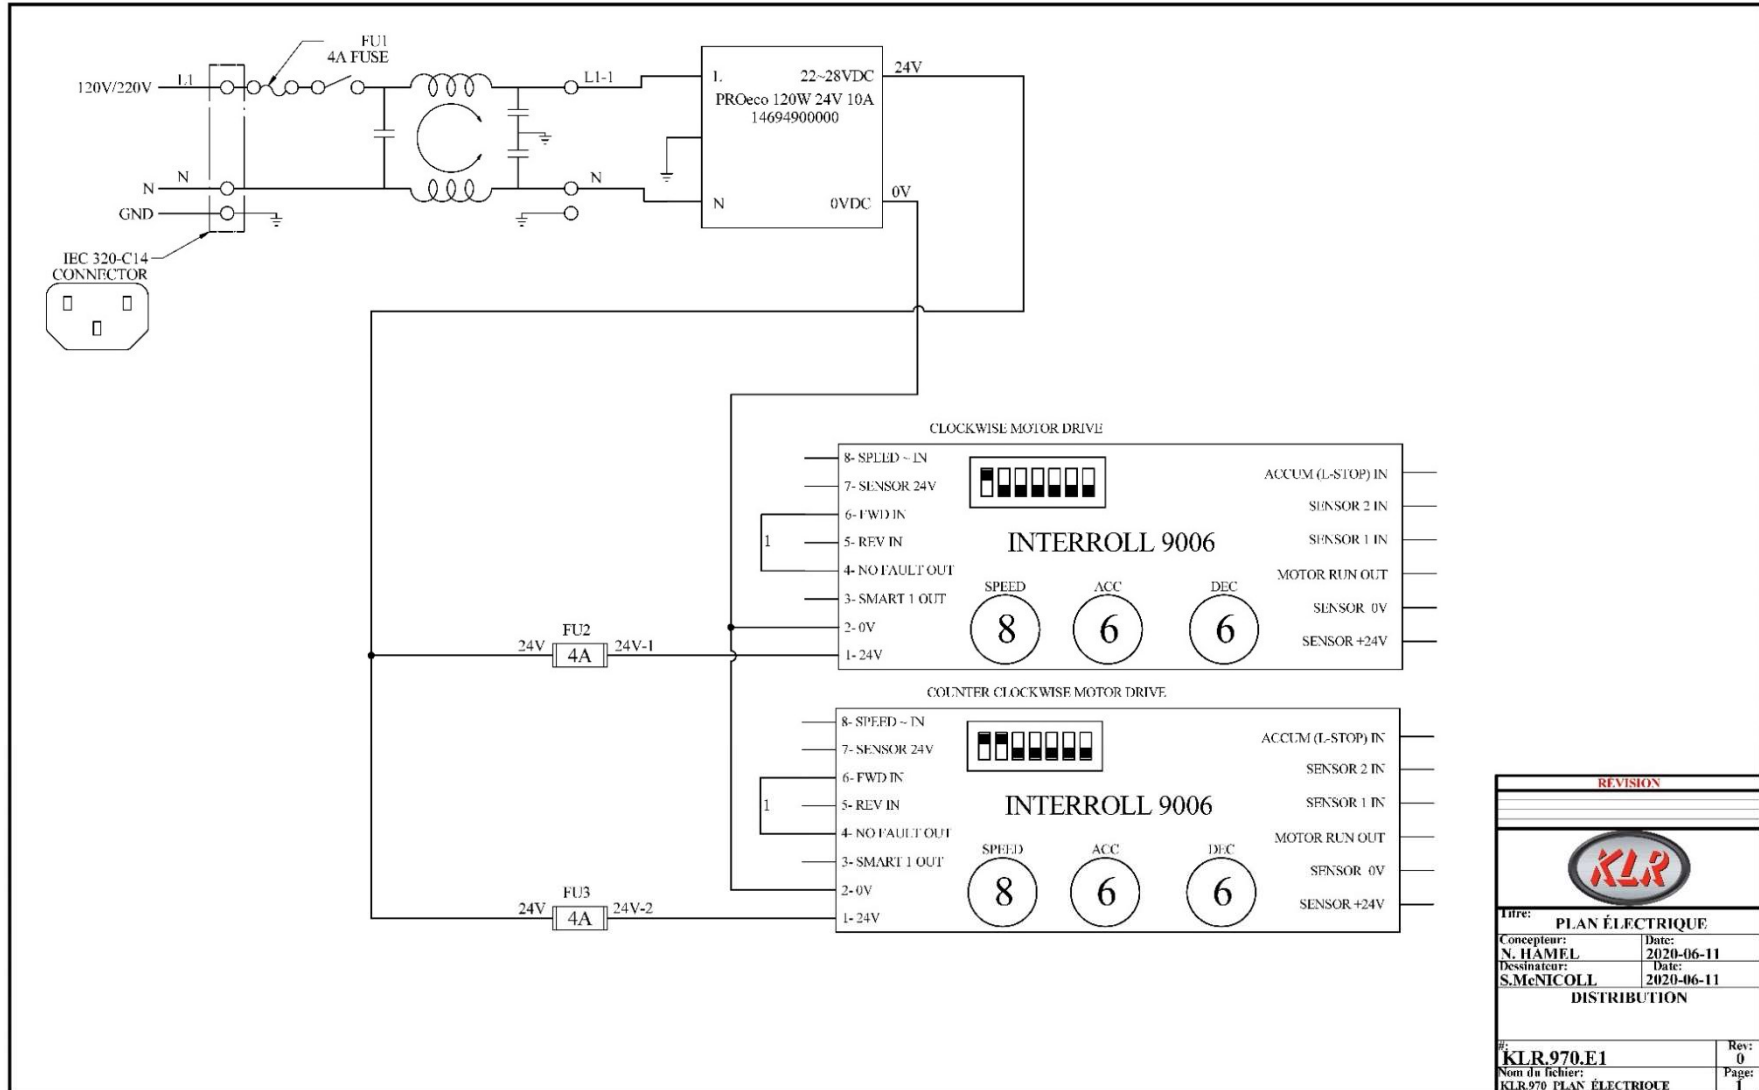 FU1
4A FUSE
120V/220V
L1
L1-1
L
22~28VDC
24V
PROeco 120W 24V 10A
14694900000
N
N
N
N
0VDC
0V
GND
IEC 320-C14
CONNECTOR
CLOCKWISE MOTOR DRIVE
8- SPEED ~ IN
7- SENSOR 24V
6- FWD IN
5- REV IN
4- NO FAULT OUT
3- SMART 1 OUT
2- 0V
1- 24V
1
INTERROLL 9006
SPEED
ACC
DEC
8
6
6
ACCUM (L-STOP) IN
SENSOR 2 IN
SENSOR 1 IN
MOTOR RUN OUT
SENSOR 0V
SENSOR +24V
FU2
24V
4A
24V-1
COUNTER CLOCKWISE MOTOR DRIVE
8- SPEED ~ IN
7- SENSOR 24V
6- FWD IN
5- REV IN
4- NO FAULT OUT
3- SMART 1 OUT
2- 0V
1- 24V
1
INTERROLL 9006
SPEED
ACC
DEC
8
6
6
ACCUM (L-STOP) IN
SENSOR 2 IN
SENSOR 1 IN
MOTOR RUN OUT
SENSOR 0V
SENSOR +24V
FU3
24V
4A
24V-2
RÉVISION
KLR
Titre:
PLAN ÉLECTRIQUE
Concepteur:
Date:
N. HAMEL
2020-06-11
Dessinateur:
Date:
S.McNICOLL
2020-06-11
DISTRIBUTION
#:
Rev:
KLR.970.E1
0
Nom du fichier:
Page:
KLR.970 PLAN ÉLECTRIQUE
1